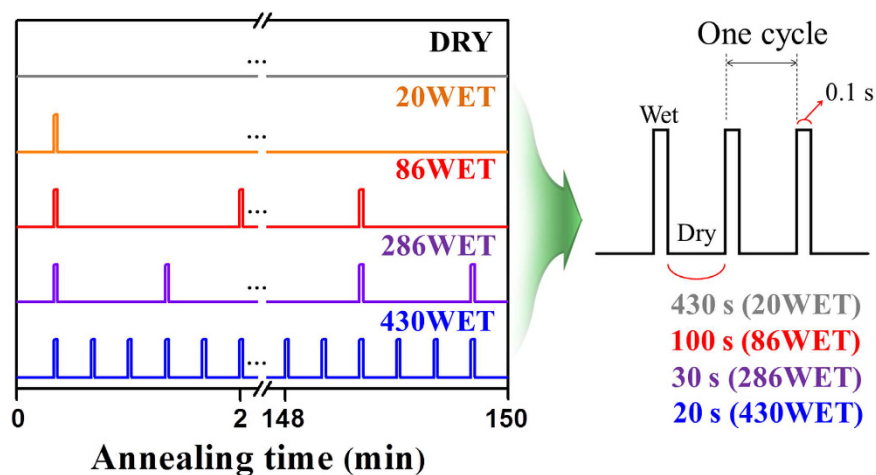 DRY
...
20WET
...
86WET
...
286WET
...
430WET
...
0
2
148
150
Annealing time (min)
One cycle
0.1 s
Wet
Dry
430 s (20WET)
100 s (86WET)
30 s (286WET)
20 s (430WET)